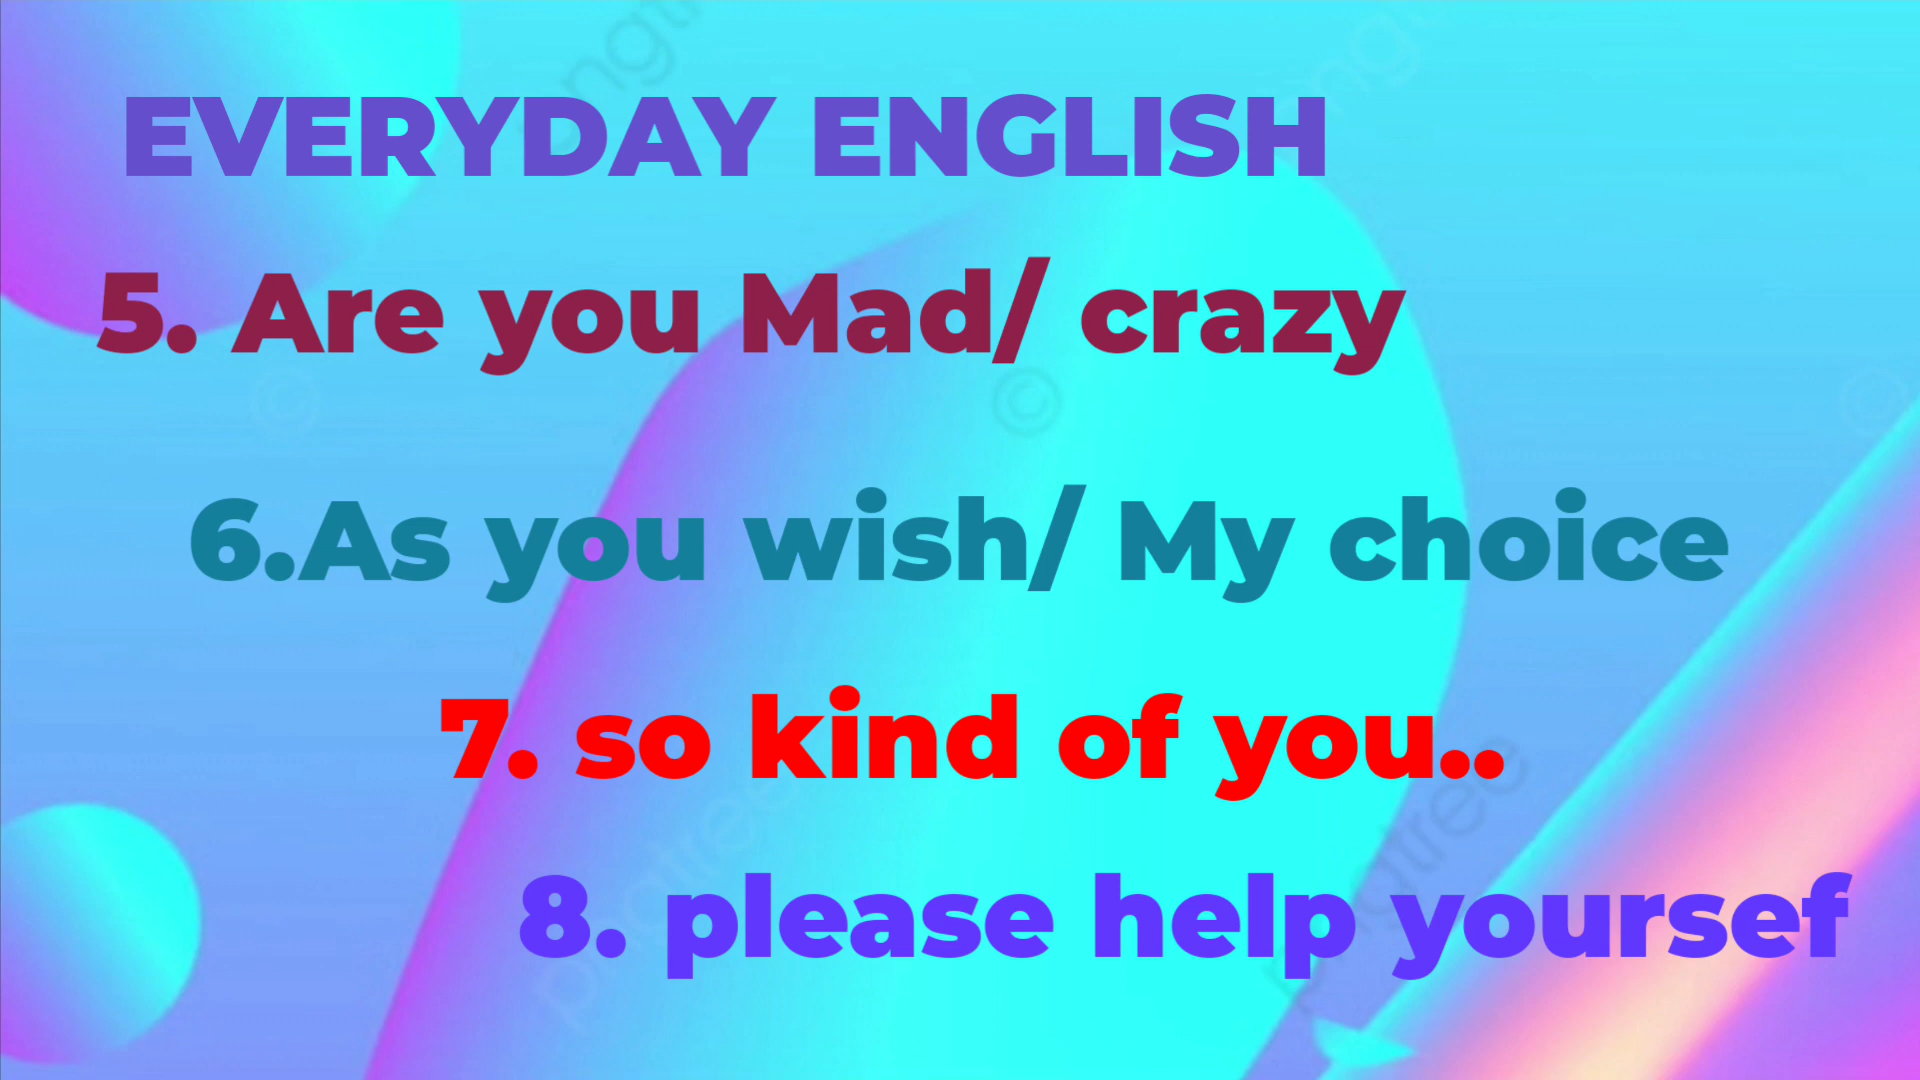 EVERYDAY ENGLISH
5. Are you Mad/ crazy
6.As you wish/ My choice
7. so kind of you..
8. please help yoursef